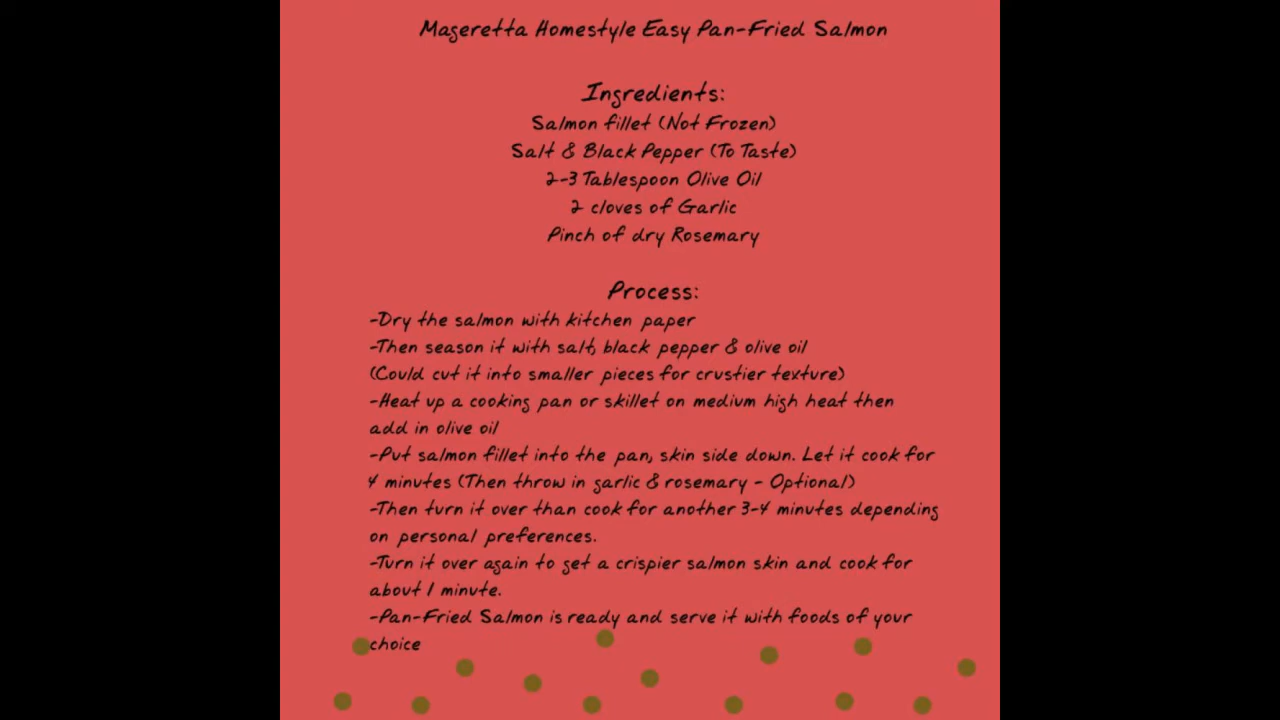 Mageretta Homestyle Easy Pan-Fried Salmon
Ingredients:
Salmon fillet (Not Frozen)
Salt & Black Pepper (To Taste)
2-3 Tablespoon Olive Oil
2 cloves of Garlic
Pinch of dry Rosemary
Process:
-Dry the salmon with kitchen paper
-Then season it with salt, black pepper & olive oil
(Could cut it into smaller pieces for crustier texture)
-Heat up a cooking pan or skillet on medium high heat then
add in olive oil
-Put salmon fillet into the pan, skin side down. Let it cook for
4 minutes (Then throw in garlic & rosemary - Optional)
-Then turn it over than cook for another 3-4 minutes depending
on personal preferences.
-Turn it over again to get a crispier salmon skin and cook for
about 1 minute.
-Pan-Fried Salmon is ready and serve it with foods of your
choice